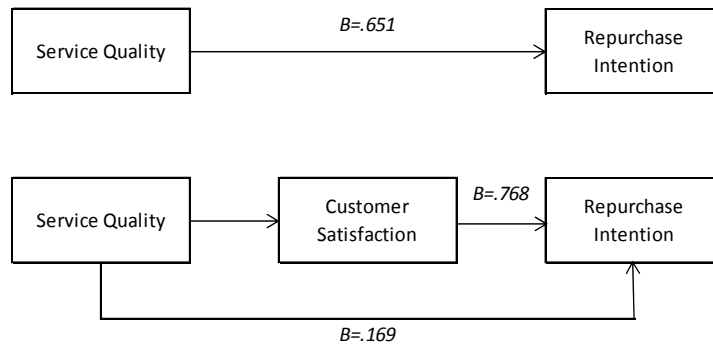 B=.651
Service Quality
Repurchase
Intention
B=.768
Service Quality
Customer
Satisfaction
Repurchase
Intention
B=.169